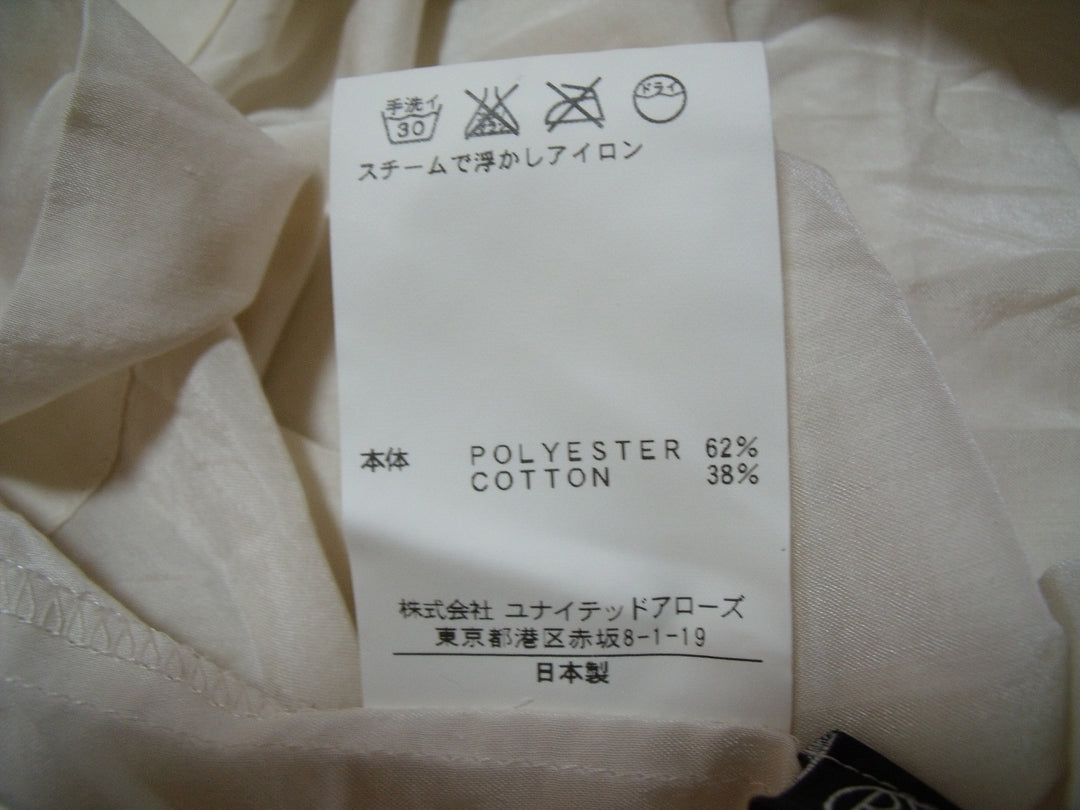 手洗イ ドライ
30
スチームで浮かしアイロン
本体 POLYESTER 62%
COTTON 38%
株式会社 ユナイテッドアローズ
東京都港区赤坂8-1-19
日本製